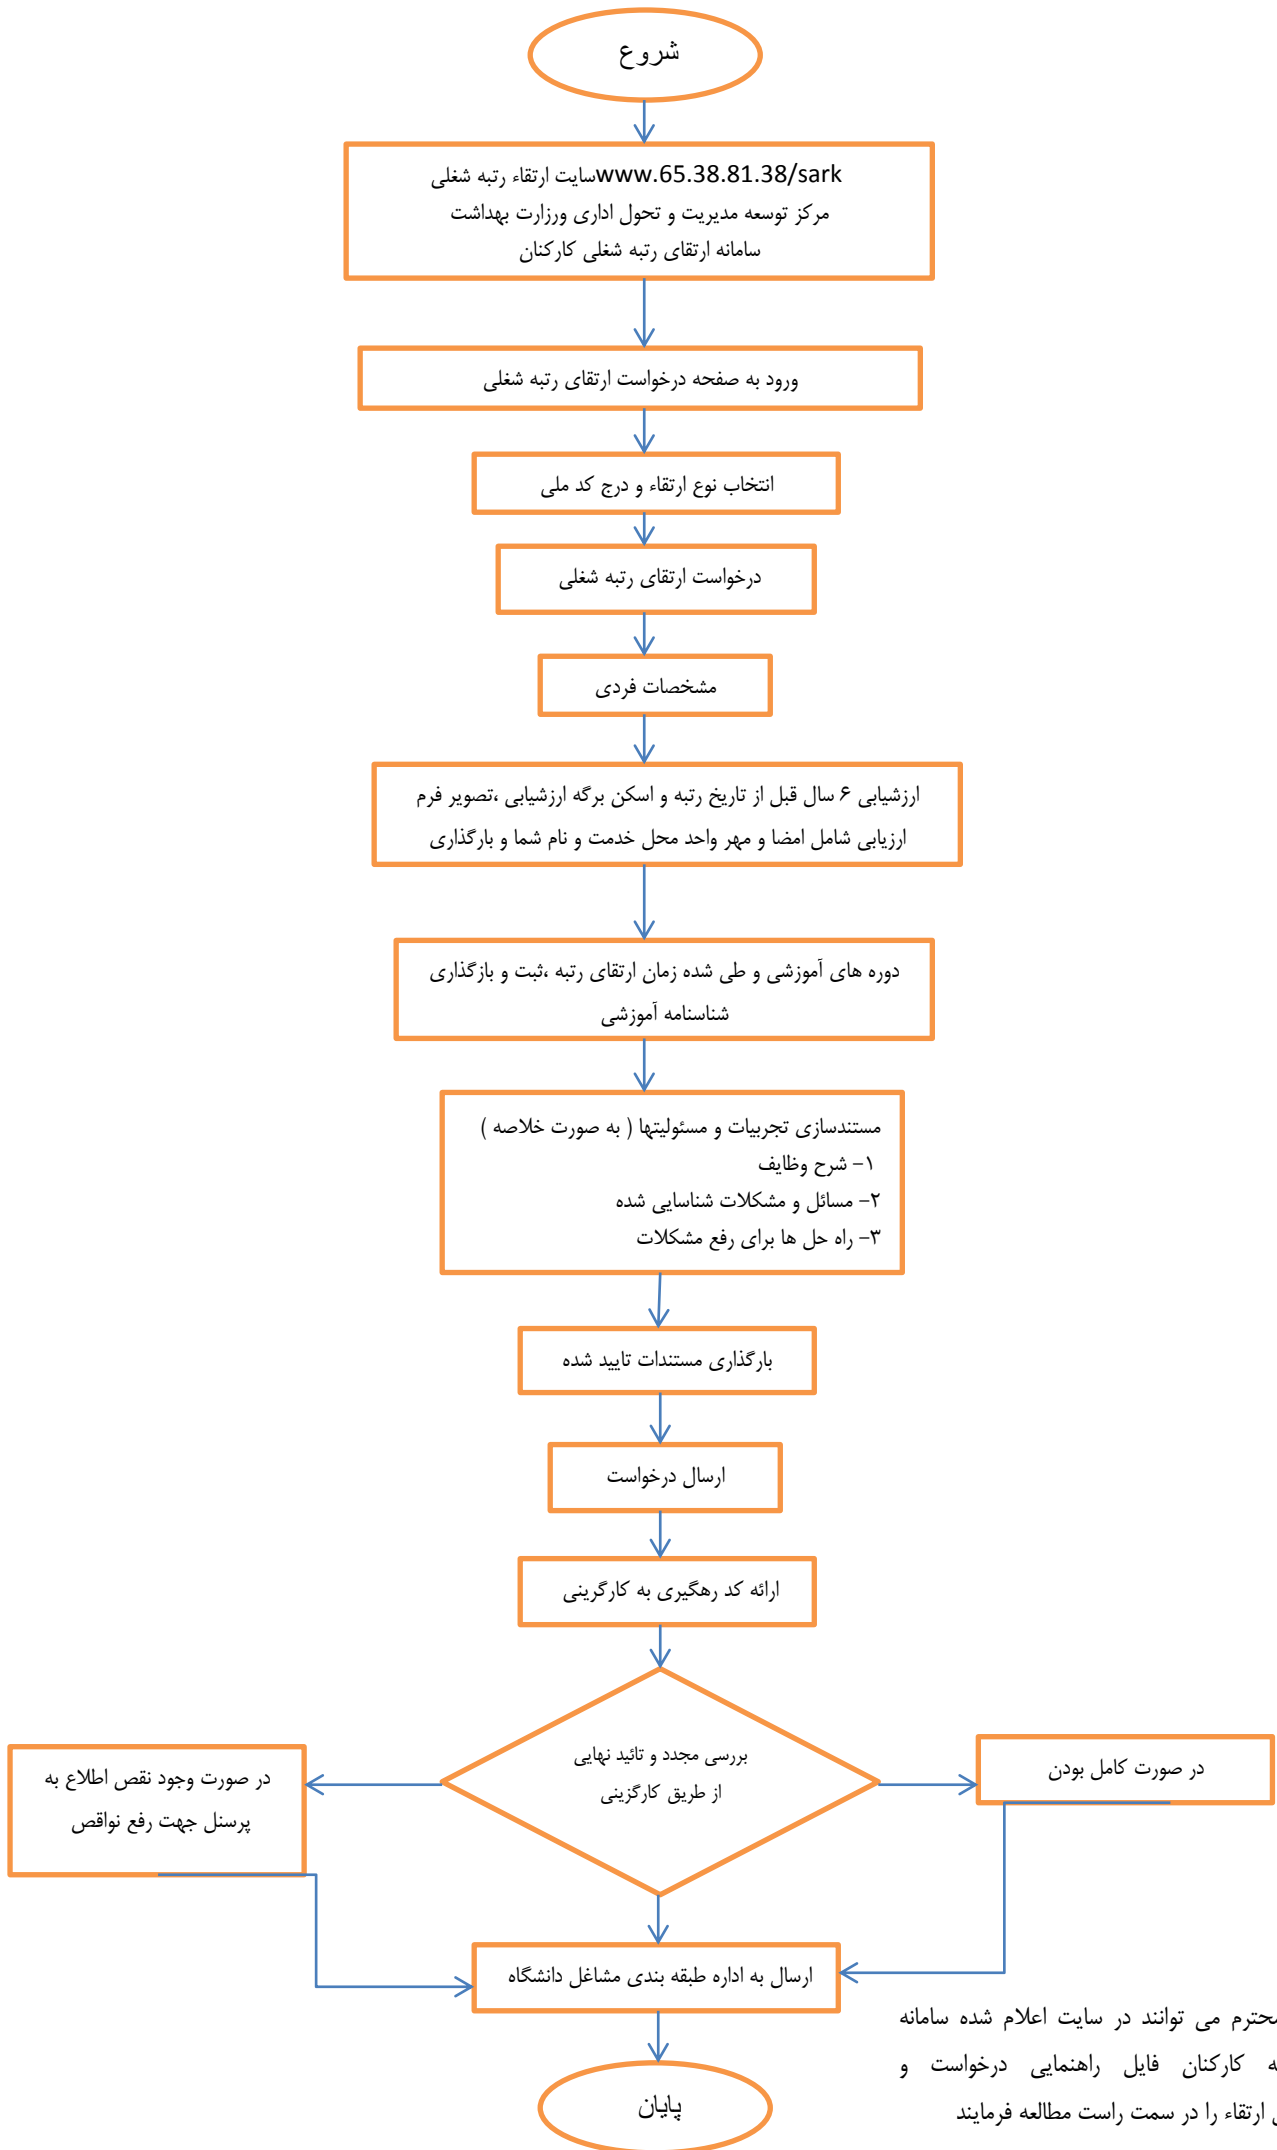 شروع
www.65.38.81.38/sarkسایت ارتقاء رتبه شغلی
مرکز توسعه مدیریت و تحول اداری ورزارت بهداشت
سامانه ارتقای رتبه شغلی کارکنان
ورود به صفحه درخواست ارتقای رتبه شغلی
انتخاب نوع ارتقاء و درج کد ملی
درخواست ارتقای رتبه شغلی
مشخصات فردی
ارزشیابی ۶ سال قبل از تاریخ رتبه و اسکن برگه ارزشیابی ،تصویر فرم
ارزیابی شامل امضا و مهر واحد محل خدمت و نام شما و بارگذاری
دوره های آموزشی و طی شده زمان ارتقای رتبه ،ثبت و بازگذاری
شناسنامه آموزشی
مستندسازی تجربیات و مسئولیتها ( به صورت خلاصه )
۱- شرح وظایف
۲- مسائل و مشکلات شناسایی شده
۳- راه حل ها برای رفع مشکلات
بارگذاری مستندات تایید شده
ارسال درخواست
ارائه کد رهگیری به کارگرینی
بررسی مجدد و تائید نهایی
از طریق کارگزینی
در صورت کامل بودن
در صورت وجود نقص اطلاع به
پرسنل جهت رفع نواقص
ارسال به اداره طبقه بندی مشاغل دانشگاه
پایان
محترم می توانند در سایت اعلام شده سامانه
کارکنان فایل راهنمایی درخواست و
ارتقاء را در سمت راست مطالعه فرمایند